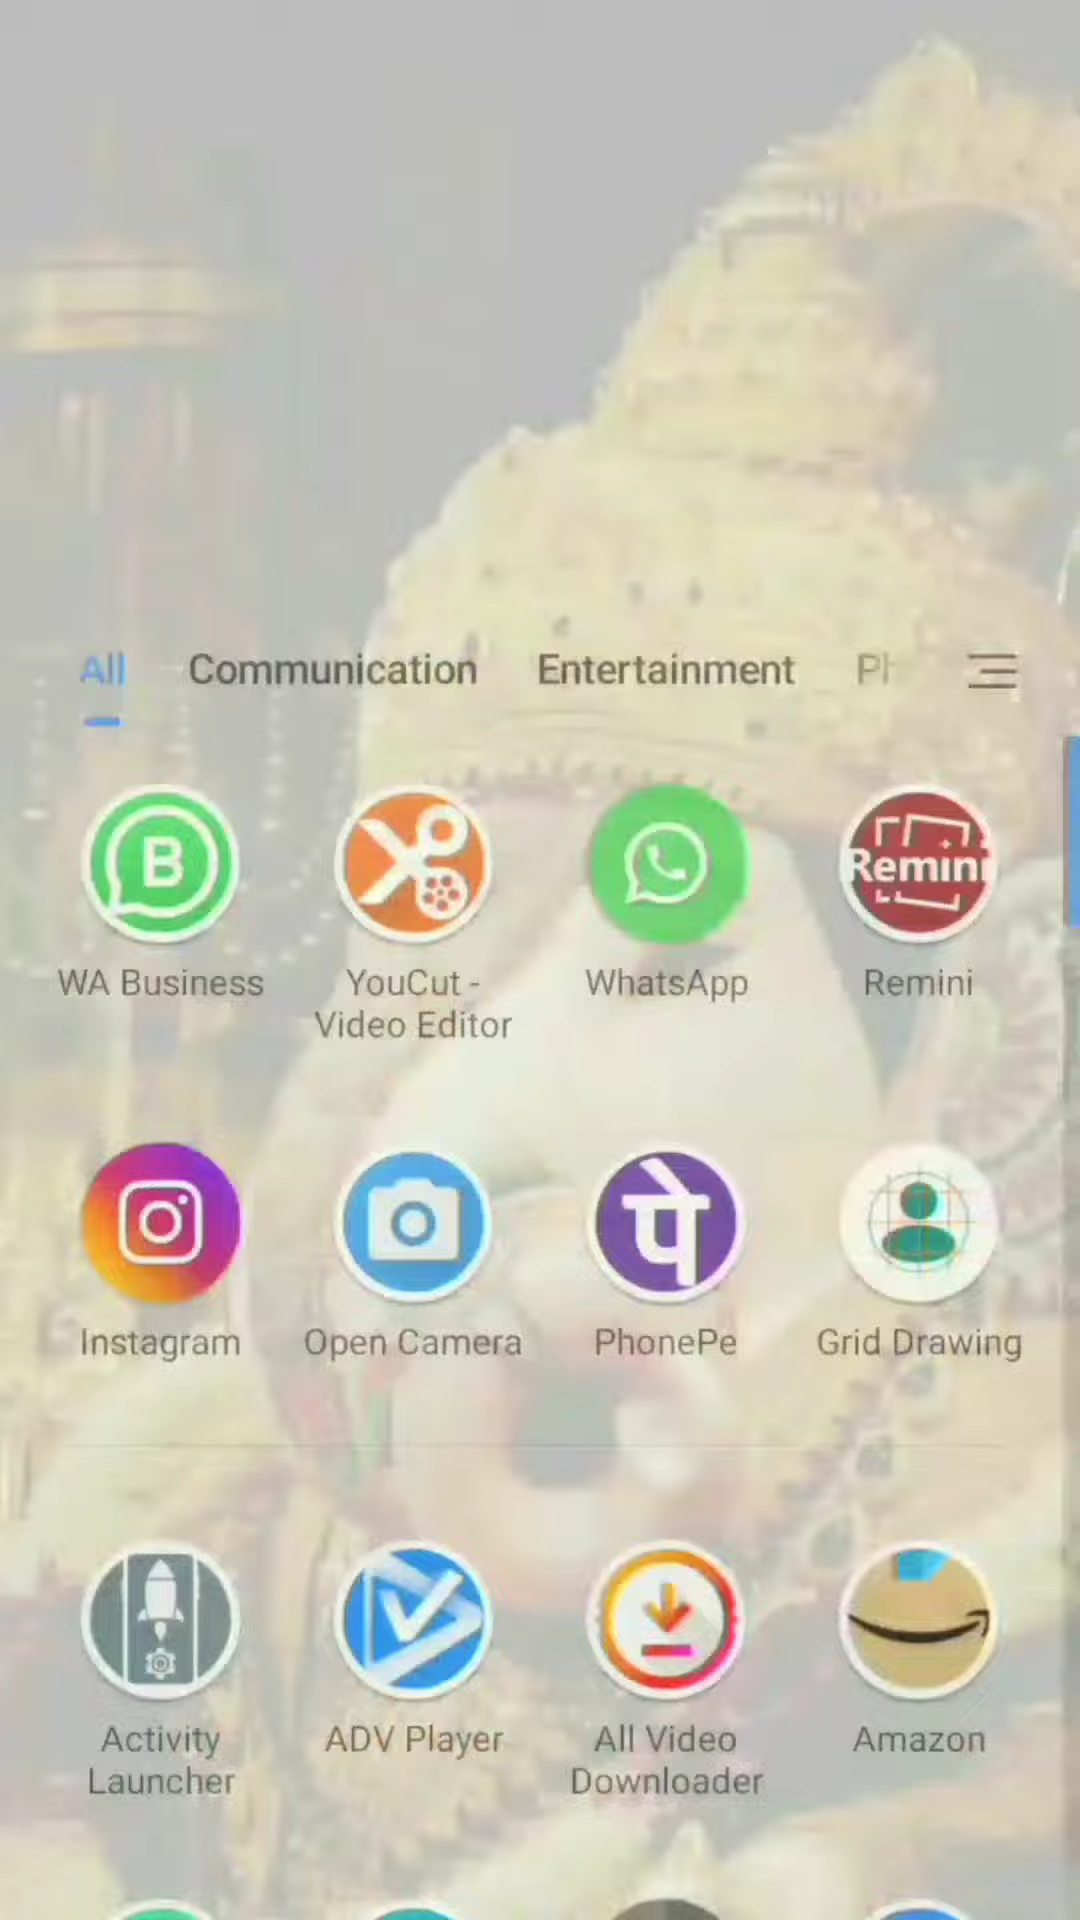 All Communication Entertainment Ph
B
Remini
WA Business YouCut - WhatsApp Remini
Video Editor
पे
Instagram Open Camera PhonePe Grid Drawing
Activity ADV Player All Video Amazon
Launcher Downloader